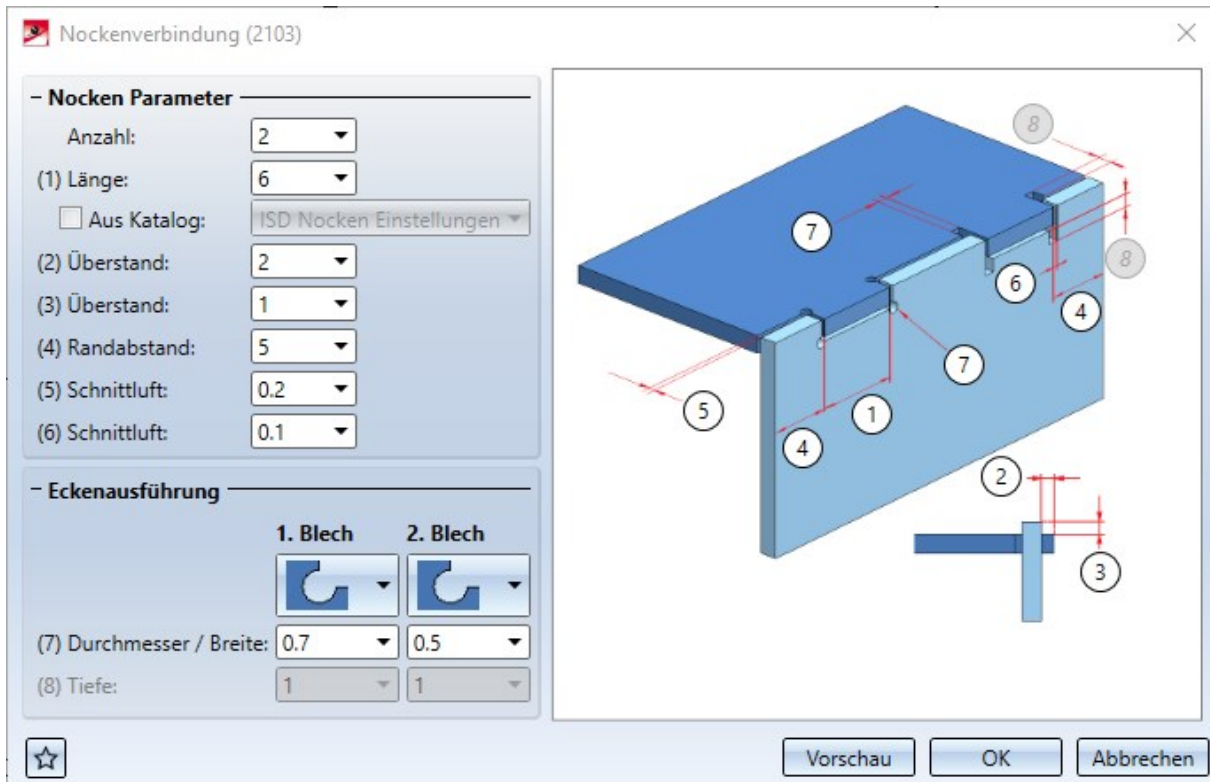 Nockenverbindung (2103)
Nocken Parameter
Anzahl: 2
(1) Länge: 6
Aus Katalog: ISD Nocken Einstellungen
(2) Überstand: 2
(3) Überstand: 1
(4) Randabstand: 5
(5) Schnittluft: 0.2
(6) Schnittluft: 0.1
Eckenausführung
1. Blech 2. Blech
(7) Durchmesser / Breite: 0.7 0.5
(8) Tiefe: 1 1
8
7
8
6
4
7
5
1
4
2
3
Vorschau OK Abbrechen